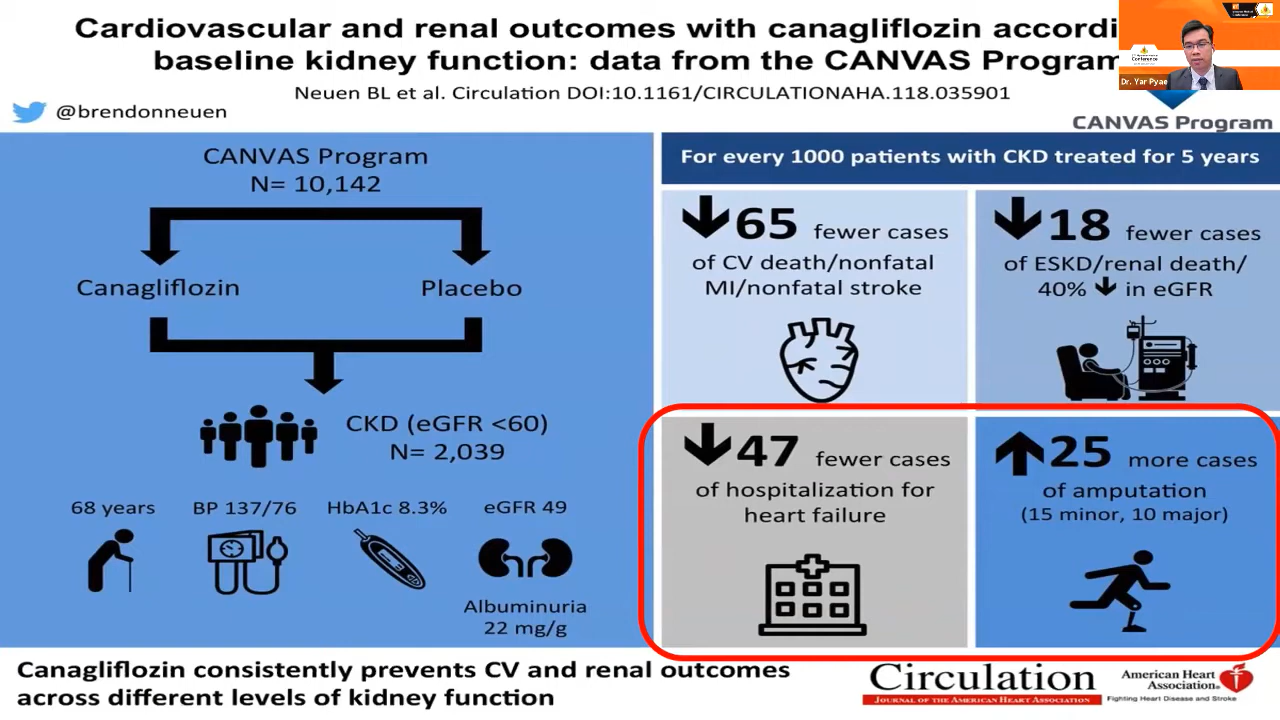 Cardiovascular and renal outcomes with canagliflozin accordi
baseline kidney function: data from the CANVAS Program
Neuen BL et al. Circulation DOI:10.1161/CIRCULATIONAHA.118.035901
@brendonneuen
Conference
Dr. Yar Pyae
CANVAS Program
CANVAS Program
N= 10,142
Canagliflozin
Placebo
CKD (eGFR <60)
N= 2,039
68 years
BP 137/76
HbA1c 8.3%
eGFR 49
Albuminuria
22 mg/g
For every 1000 patients with CKD treated for 5 years
65 fewer cases
of CV death/nonfatal
MI/nonfatal stroke
18 fewer cases
of ESKD/renal death/
40% ↓ in eGFR
47 fewer cases
of hospitalization for
heart failure
25 more cases
of amputation
(15 minor, 10 major)
Canagliflozin consistently prevents CV and renal outcomes
across different levels of kidney function
Circulation
JOURNAL OF THE AMERICAN HEART ASSOCIATION
American Heart
Association®
Fighting Heart Disease and Stroke